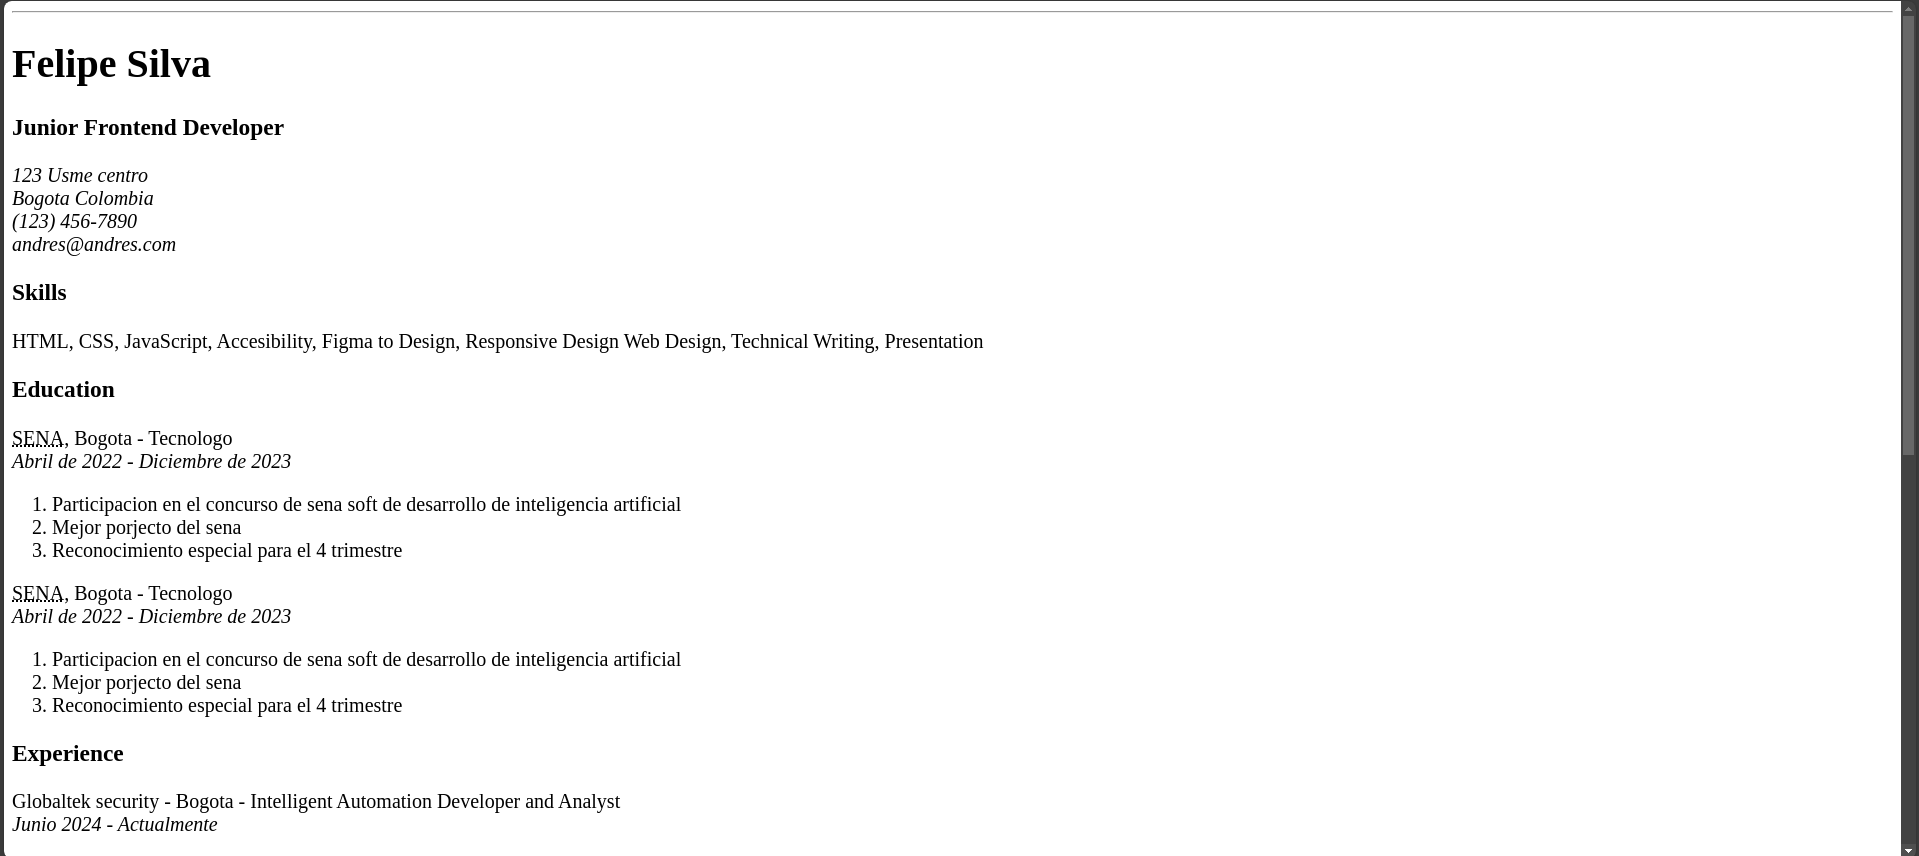 Felipe Silva
Junior Frontend Developer
123 Usme centro
Bogota Colombia
(123) 456-7890
andres@andres.com
Skills
HTML, CSS, JavaScript, Accesibility, Figma to Design, Responsive Design Web Design, Technical Writing, Presentation
Education
SENA, Bogota - Tecnologo
Abril de 2022 - Diciembre de 2023
1. Participacion en el concurso de sena soft de desarrollo de inteligencia artificial
2. Mejor porjecto del sena
3. Reconocimiento especial para el 4 trimestre
SENA, Bogota - Tecnologo
Abril de 2022 - Diciembre de 2023
1. Participacion en el concurso de sena soft de desarrollo de inteligencia artificial
2. Mejor porjecto del sena
3. Reconocimiento especial para el 4 trimestre
Experience
Globaltek security - Bogota - Intelligent Automation Developer and Analyst
Junio 2024 - Actualmente